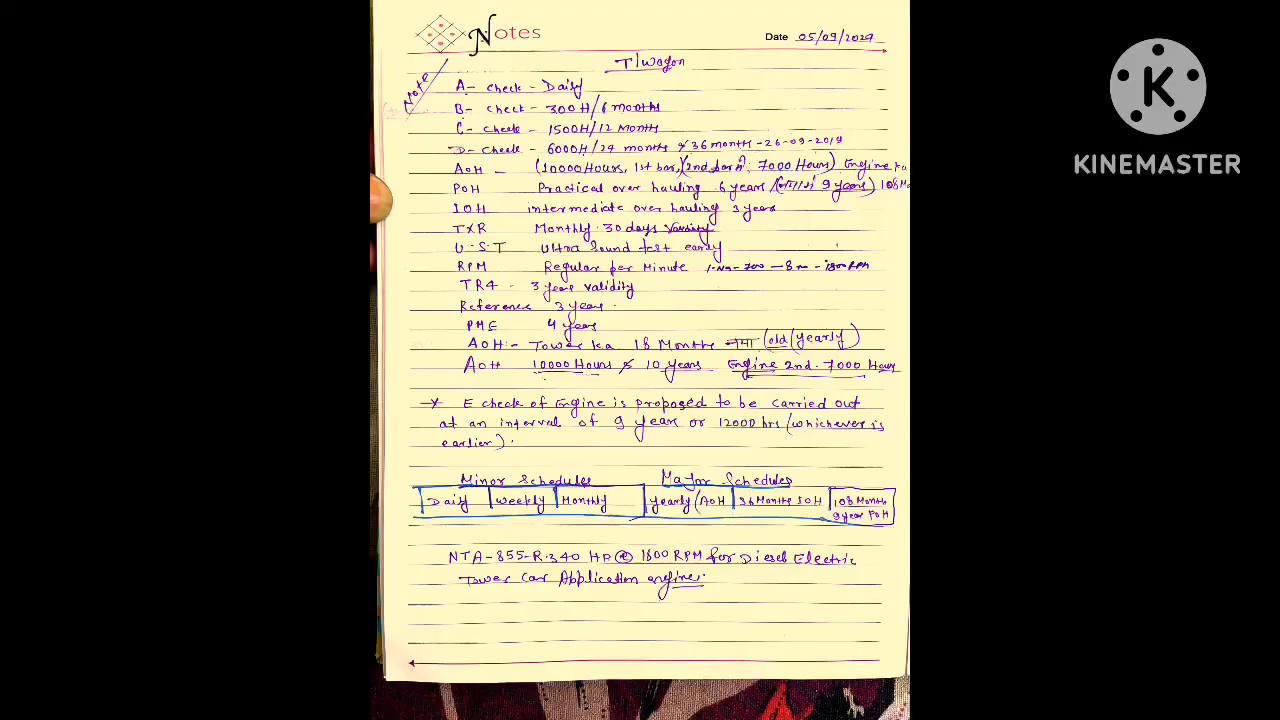 Notes
Date 05/09/2024
KINEMASTER
Note
T/wagon
A- check - Daily
B- check - 300H/6 months
C- check - 1500H/12 Month
D- check - 6000H/24 months & 36 month - 26-09-2019
AOH - (10000 Hours, 1st bar,) (2nd bar 7000 Hours) Engine
POH Practical over hauling 6 years / 9 years) 108
IOH intermediate over hauling 3 year
TXR Monthly 30 days
U.S.T Ultra Sound test
RPM Regular per Minute 1800 RPM
TR4 - 3 years validity
Reference 3 year.
PME 4 year
AOH:- Tower ka 18 Months (old (yearly)
AOH 10000 Hours & 10 years Engine 2nd. 7000 Hours
E check of Engine is proposed to be carried out
at an interval of 9 year or 12000 hrs (whichever is
earlier).
Minor Schedules Major Schedules
Daily weekly Monthly yearly (AOH 36 Months IOH 108 Months
9 year POH
NTA-855-R.340 HP @ 1800 RPM for Diesel Electric
Tower Car Application engine.